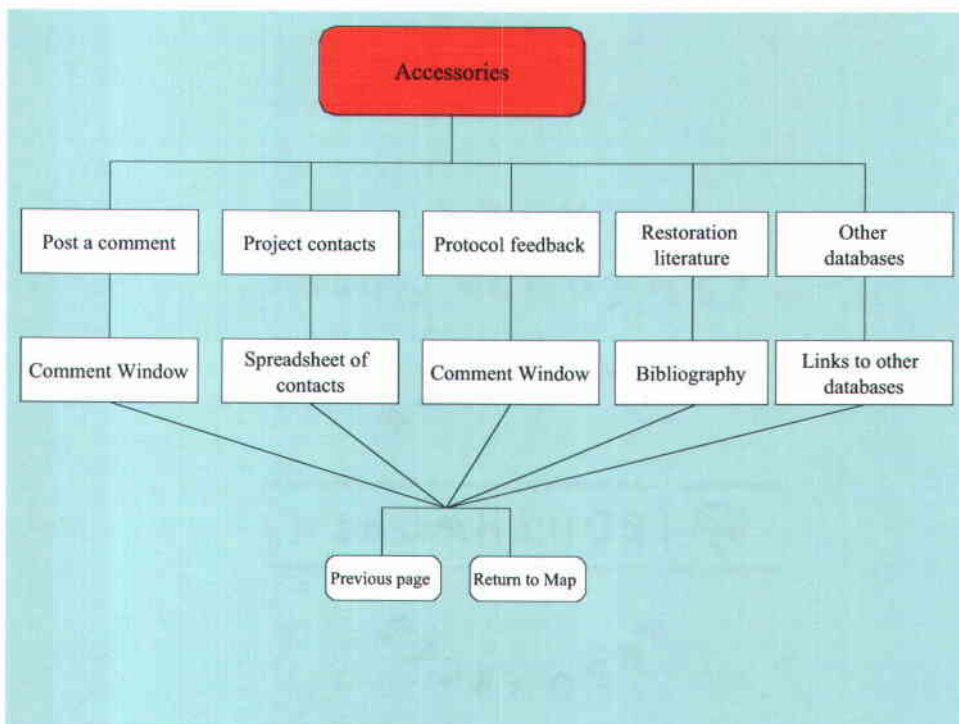 Accessories
Post a comment
Project contacts
Protocol feedback
Restoration
literature
Other
databases
Comment Window
Spreadsheet of
contacts
Comment Window
Bibliography
Links to other
databases
Previous page
Return to Map